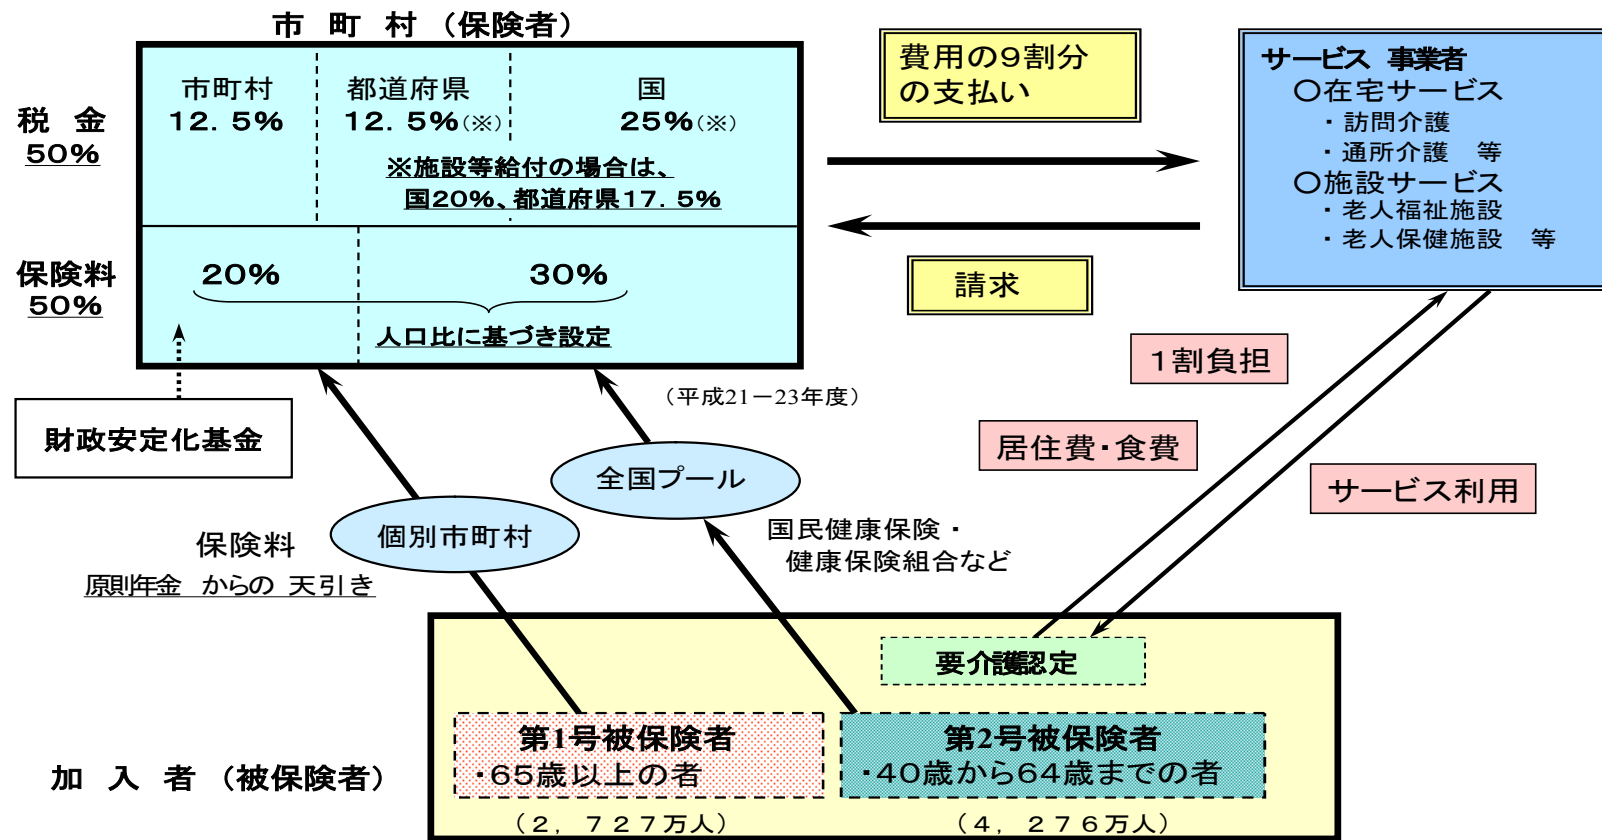 市 町 村 （保険者）
税 金
50%
市町村
12．5%
都道府県
12．5%(※)
国
25%(※)
※施設等給付の場合は、
国20%、都道府県17．5%
保険料
50%
20%
30%
人口比に基づき設定
費用の９割分
の支払い
請求
サービス 事業者
○在宅サービス
・訪問介護
・通所介護 等
○施設サービス
・老人福祉施設
・老人保健施設 等
１割負担
居住費・食費
サービス利用
財政安定化基金
（平成21－23年度）
全国プール
個別市町村
保険料
原則年金 からの 天引き
国民健康保険・
健康保険組合など
要介護認定
第1号被保険者
・65歳以上の者
第2号被保険者
・40歳から64歳までの者
加 入 者 （被保険者）
（２，７２７万人）
（４，２７６万人）